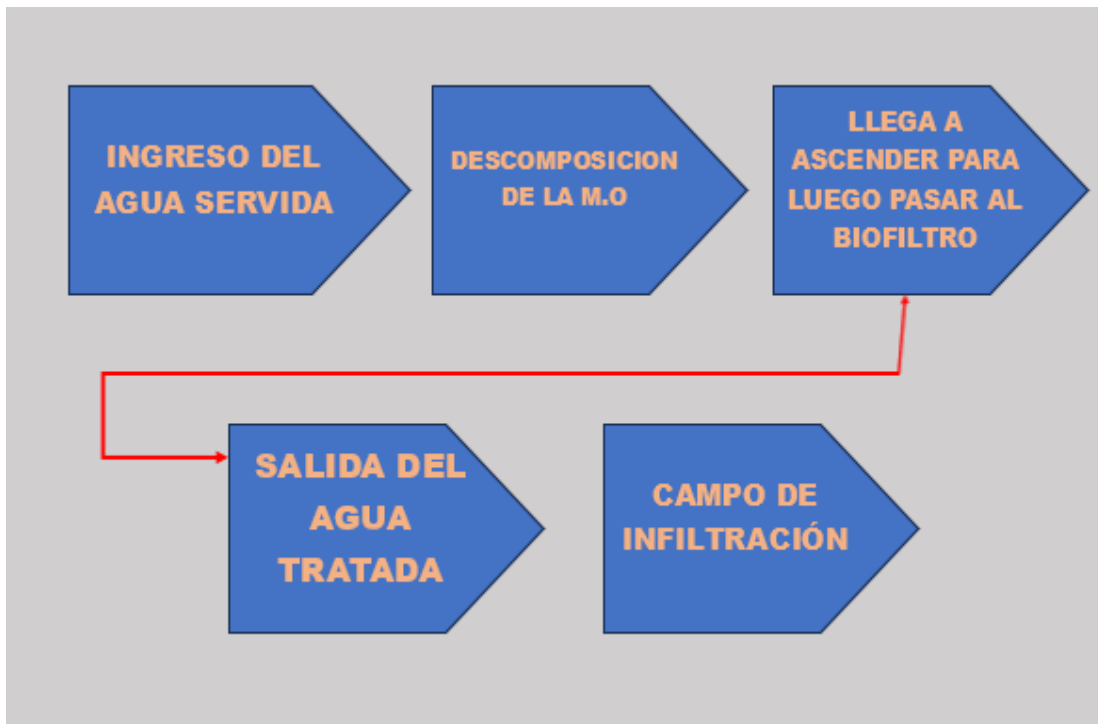 INGRESO DEL
AGUA SERVIDA
DESCOMPOSICION
DE LA M.O
LLEGA A
ASCENDER PARA
LUEGO PASAR AL
BIOFILTRO
SALIDA DEL
AGUA
TRATADA
CAMPO DE
INFILTRACIÓN